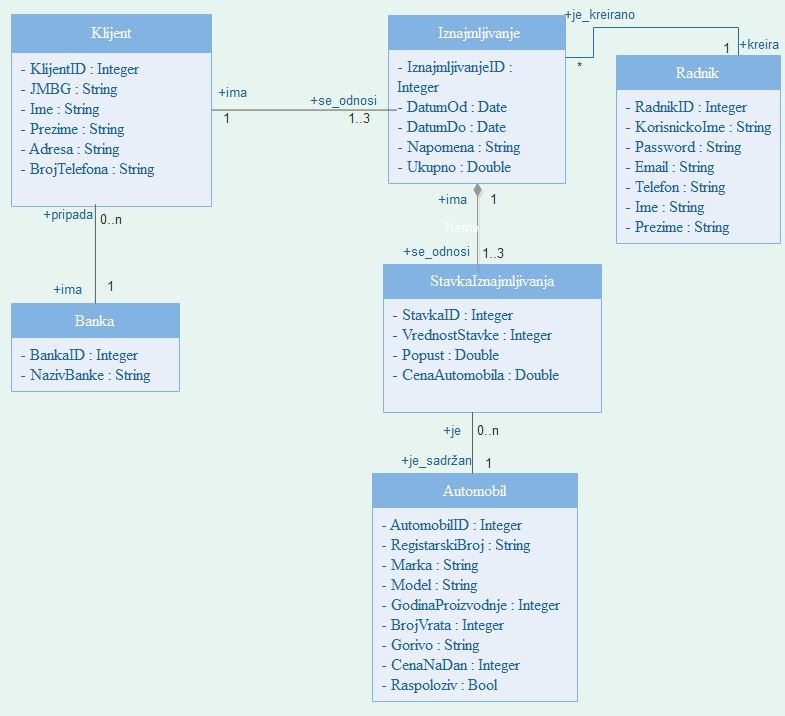 Klijent
- KlijentID : Integer
- JMBG : String
- Ime : String
- Prezime : String
- Adresa : String
- BrojTelefona : String
+ima
1
+se_odnosi
1..3
Iznajmljivanje
- IznajmljivanjeID :
Integer
- DatumOd : Date
- DatumDo : Date
- Napomena : String
- Ukupno : Double
+je_kreirano
*
1
+kreira
Radnik
- RadnikID : Integer
- KorisnickoIme : String
- Password : String
- Email : String
- Telefon : String
- Ime : String
- Prezime : String
+pripada
0..n
+ima
1
Banka
- BankaID : Integer
- NazivBanke : String
+ima
1
Name
+se_odnosi
1..3
StavkaIznajmljivanja
- StavkaID : Integer
- VrednostStavke : Integer
- Popust : Double
- CenaAutomobila : Double
+je
0..n
+je_sadržan
1
Automobil
- AutomobilID : Integer
- RegistarskiBroj : String
- Marka : String
- Model : String
- GodinaProizvodnje : Integer
- BrojVrata : Integer
- Gorivo : String
- CenaNaDan : Integer
- Raspoloziv : Bool